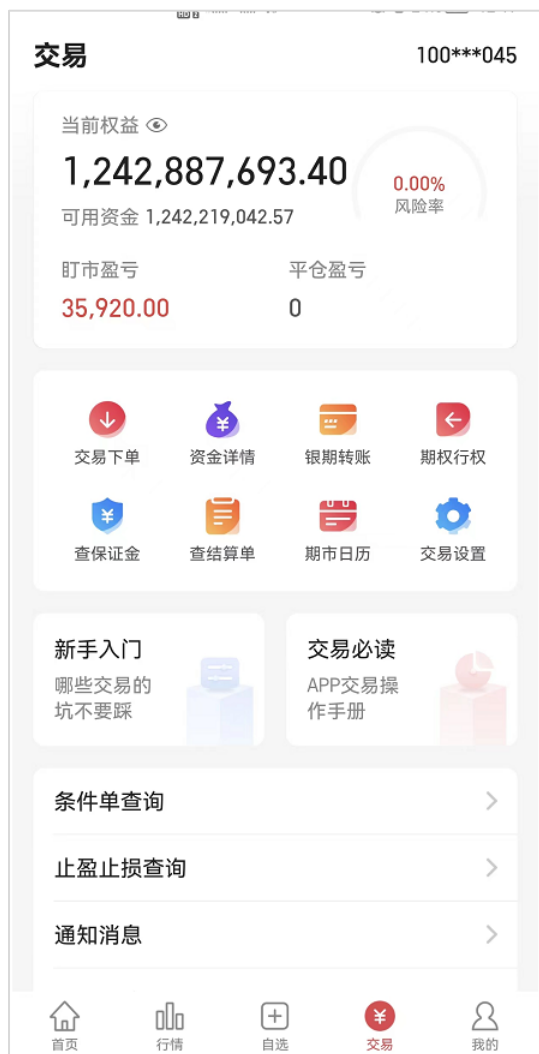 交易
100***045
当前权益
1,242,887,693.40
0.00%
风险率
可用资金 1,242,219,042.57
盯市盈亏
平仓盈亏
35,920.00
0
交易下单
资金详情
银期转账
期权行权
查保证金
查结算单
期市日历
交易设置
新手入门
哪些交易的
坑不要踩
交易必读
APP交易操
作手册
条件单查询
止盈止损查询
通知消息
首页
行情
自选
交易
我的